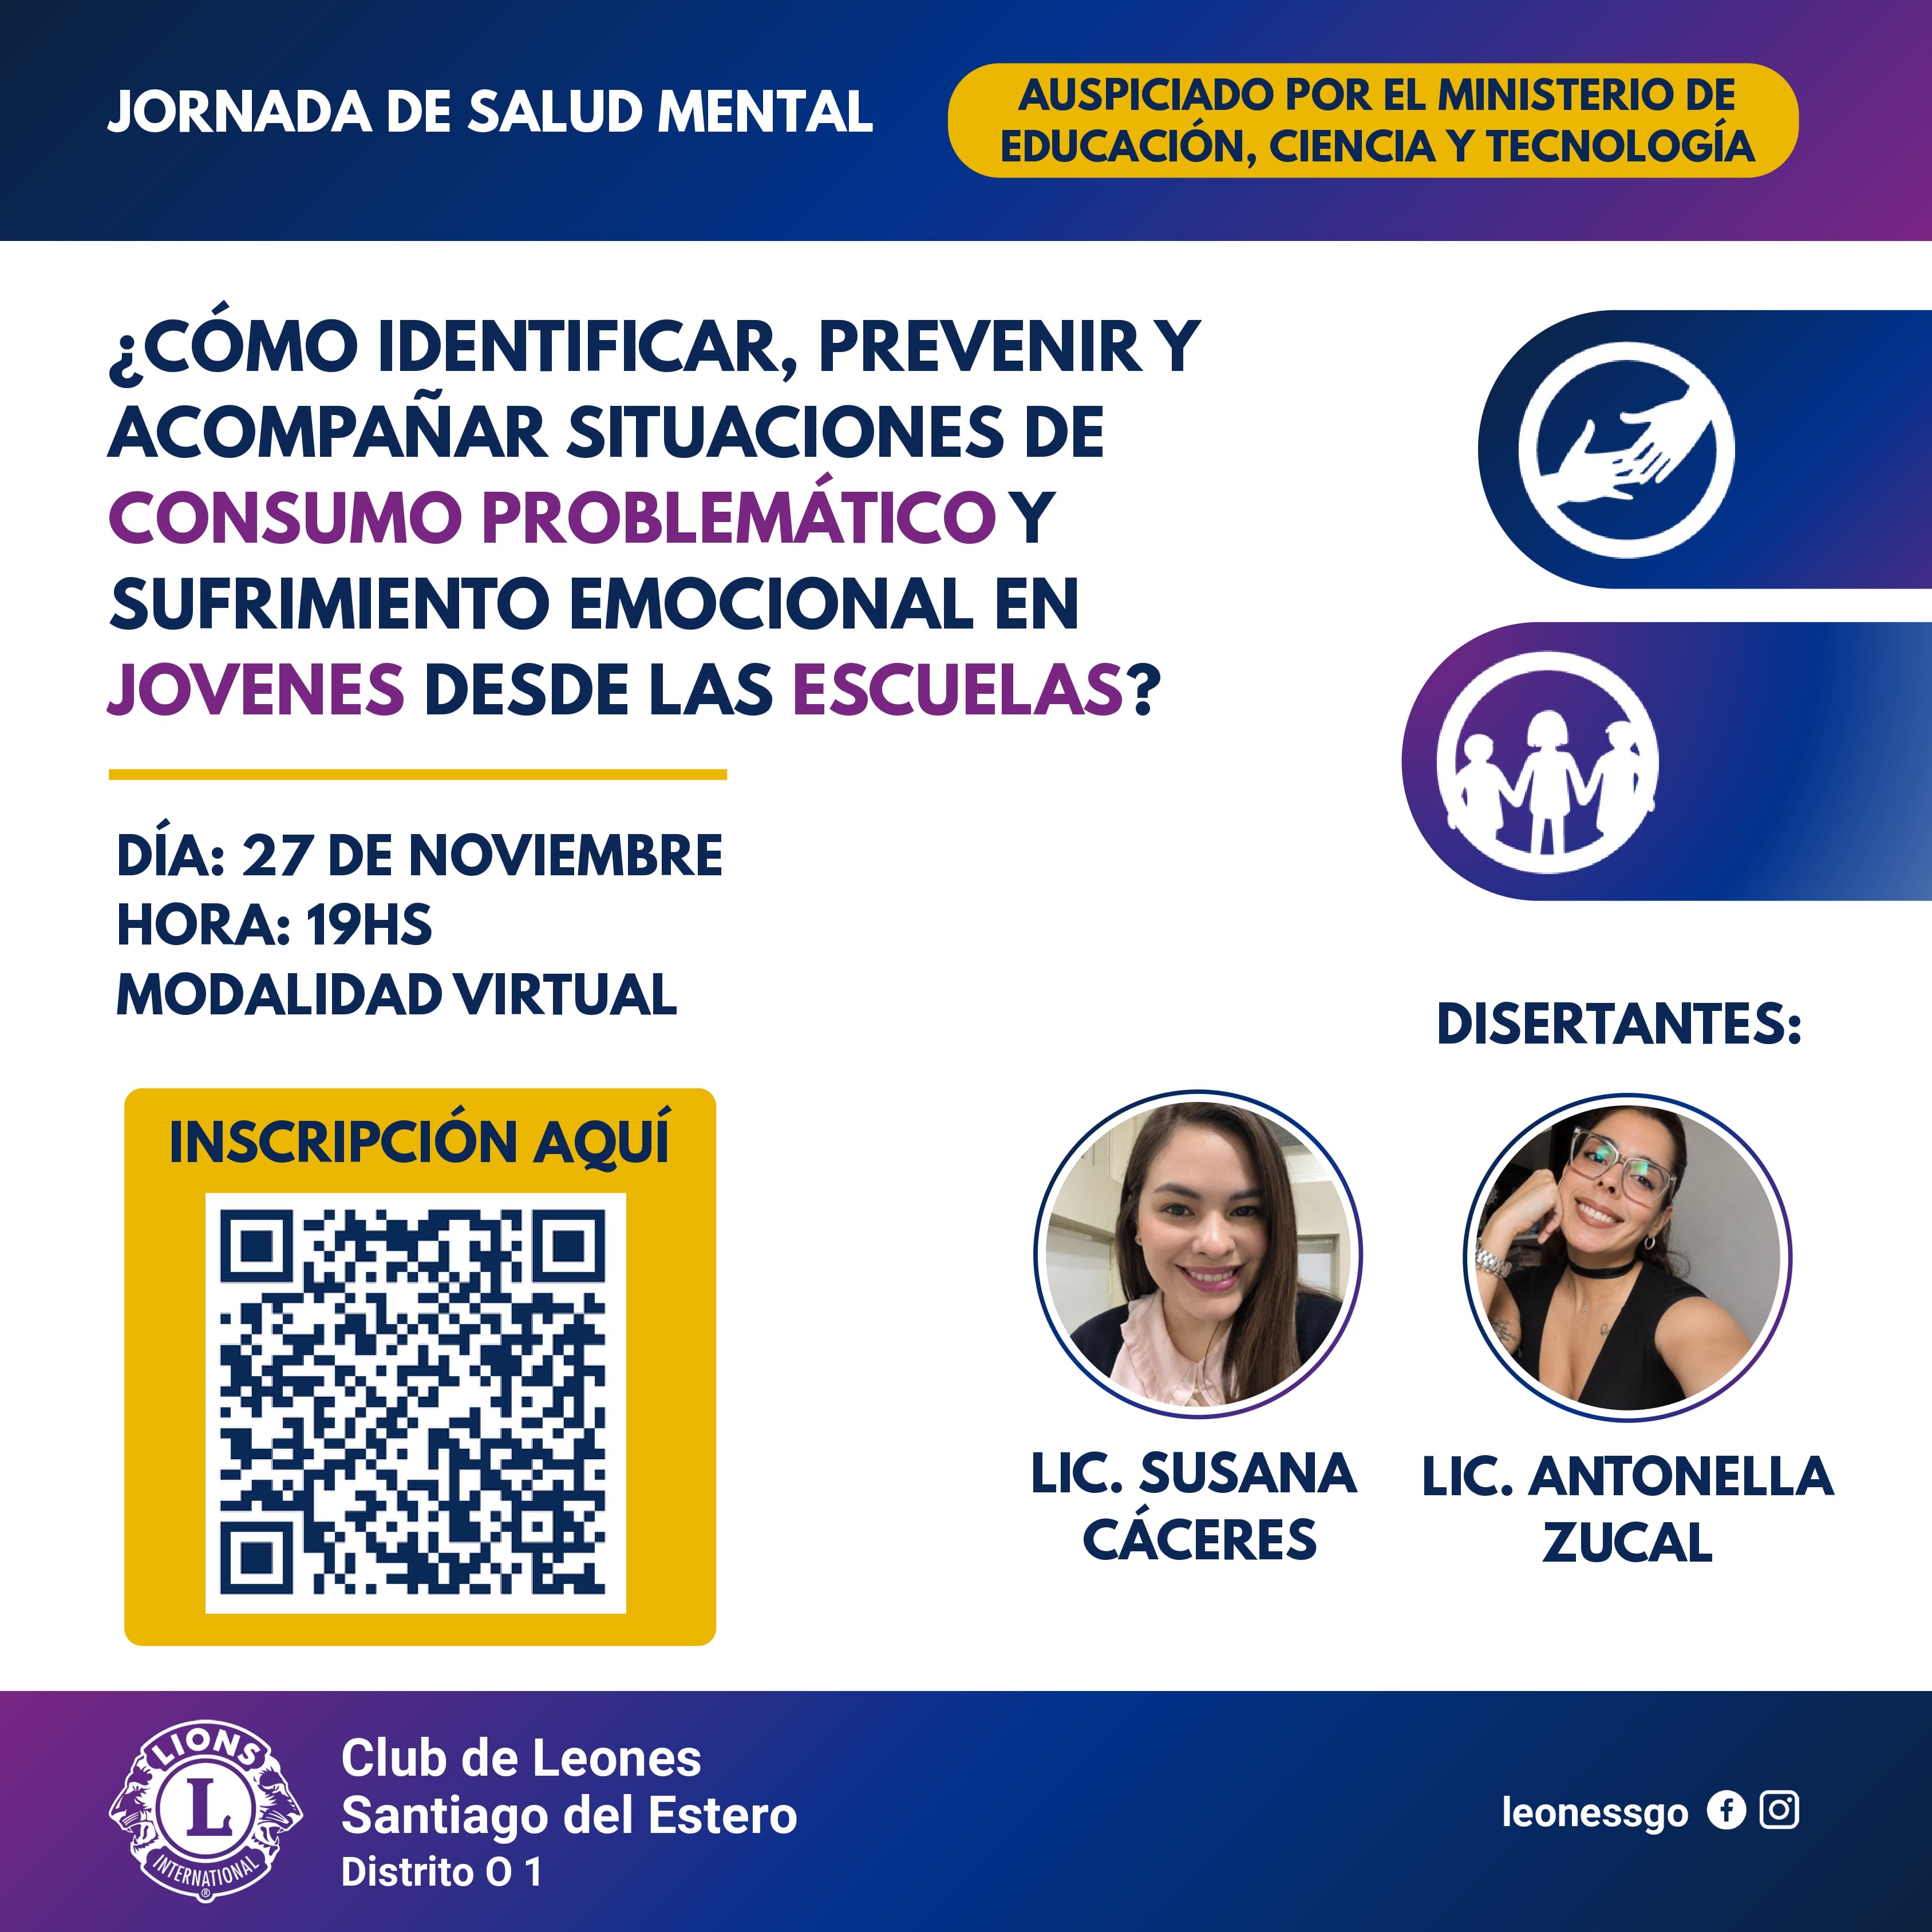 JORNADA DE SALUD MENTAL
AUSPICIADO POR EL MINISTERIO DE
EDUCACIÓN, CIENCIA Y TECNOLOGÍA
¿CÓMO IDENTIFICAR, PREVENIR Y
ACOMPAÑAR SITUACIONES DE
CONSUMO PROBLEMÁTICO Y
SUFRIMIENTO EMOCIONAL EN
JOVENES DESDE LAS ESCUELAS?
DÍA: 27 DE NOVIEMBRE
HORA: 19HS
MODALIDAD VIRTUAL
INSCRIPCIÓN AQUÍ
DISERTANTES:
LIC. SUSANA
CÁCERES
LIC. ANTONELLA
ZUCAL
LIONS
L
INTERNATIONAL
®
Club de Leones
Santiago del Estero
Distrito O 1
leonessgo